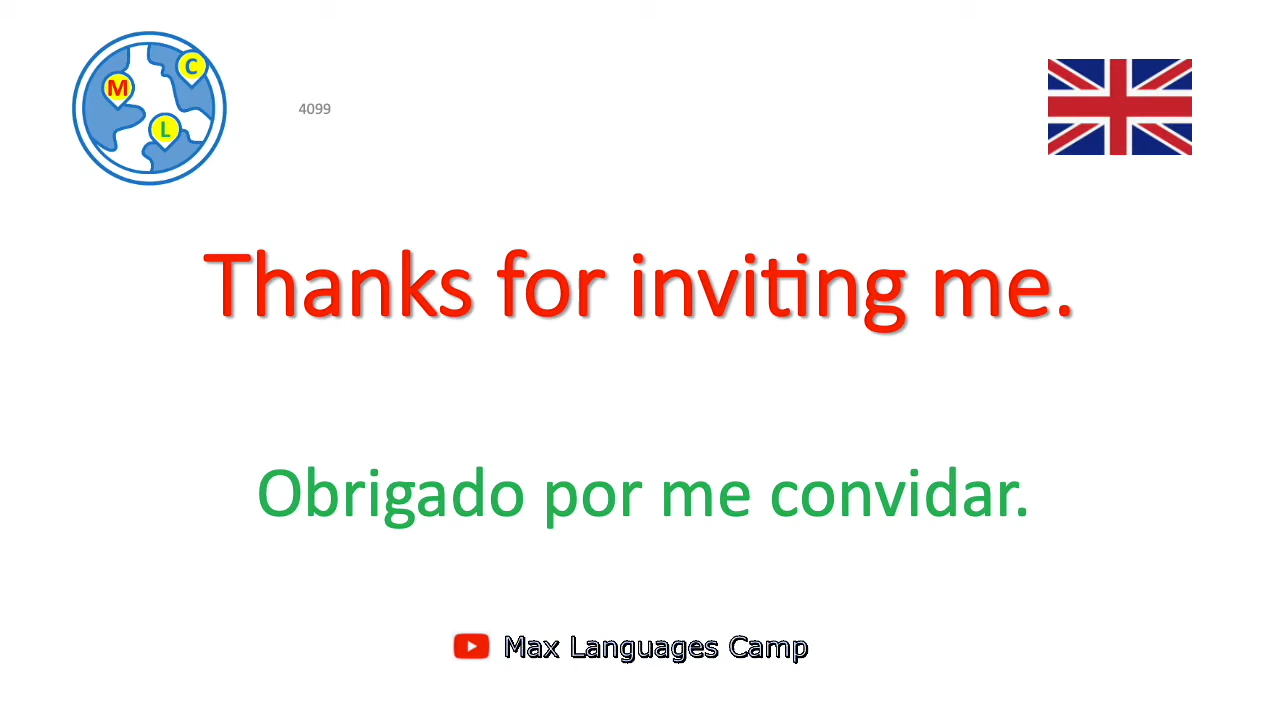 M
C
L
4099
Thanks for inviting me.
Obrigado por me convidar.
Max Languages Camp